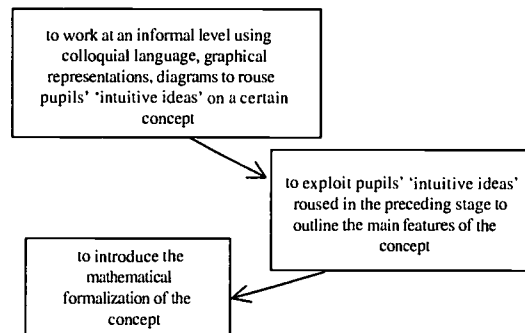 to work at an informal level using
colloquial language, graphical
representations, diagrams to rouse
pupils' 'intuitive ideas' on a certain
concept
to exploit pupils' 'intuitive ideas'
roused in the preceding stage to
outline the main features of the
concept
to introduce the
mathematical
formalization of the
concept